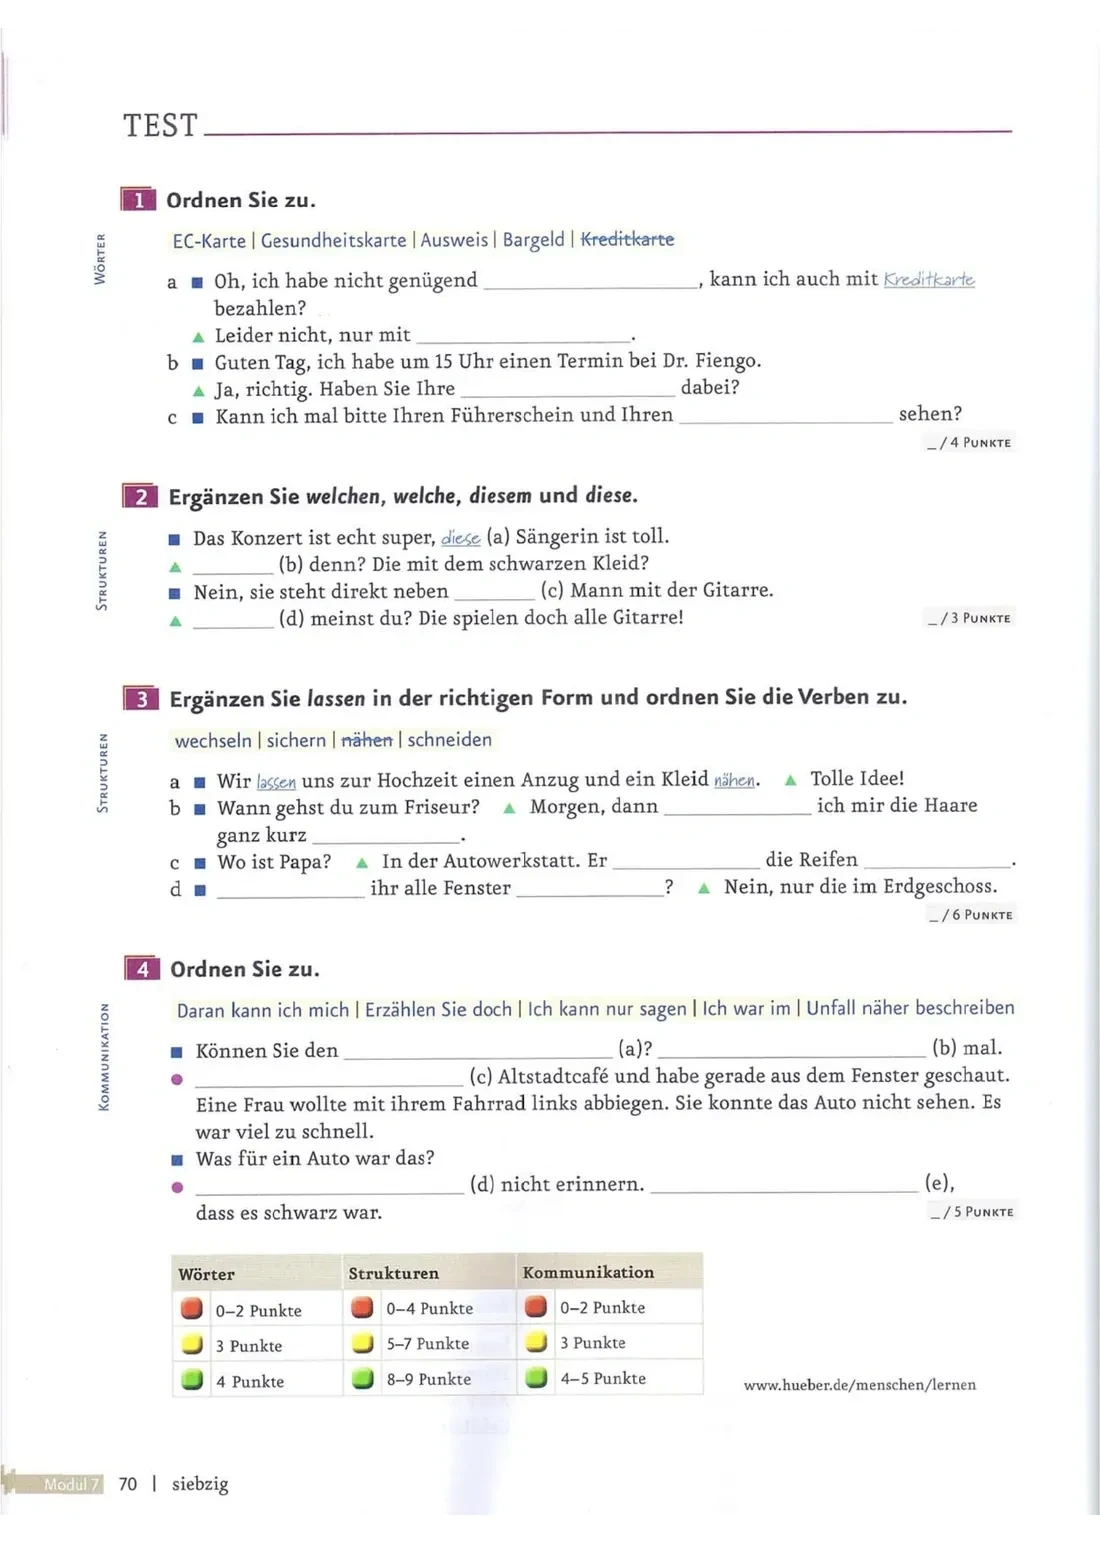 TEST
1 Ordnen Sie zu.
WÖRTER
EC-Karte | Gesundheitskarte | Ausweis | Bargeld | Kreditkarte
a ■ Oh, ich habe nicht genügend ____________, kann ich auch mit Kreditkarte
bezahlen?
▲ Leider nicht, nur mit ____________.
b ■ Guten Tag, ich habe um 15 Uhr einen Termin bei Dr. Fiengo.
▲ Ja, richtig. Haben Sie Ihre ____________ dabei?
c ■ Kann ich mal bitte Ihren Führerschein und Ihren ____________ sehen?
_ / 4 PUNKTE
2 Ergänzen Sie welchen, welche, diesem und diese.
STRUKTUREN
■ Das Konzert ist echt super, diese (a) Sängerin ist toll.
▲ ________ (b) denn? Die mit dem schwarzen Kleid?
■ Nein, sie steht direkt neben ________ (c) Mann mit der Gitarre.
▲ ________ (d) meinst du? Die spielen doch alle Gitarre!
_ / 3 PUNKTE
3 Ergänzen Sie lassen in der richtigen Form und ordnen Sie die Verben zu.
STRUKTUREN
wechseln | sichern | nähen | schneiden
a ■ Wir lassen uns zur Hochzeit einen Anzug und ein Kleid nähen. ▲ Tolle Idee!
b ■ Wann gehst du zum Friseur? ▲ Morgen, dann ____________ ich mir die Haare
ganz kurz ____________.
c ■ Wo ist Papa? ▲ In der Autowerkstatt. Er ____________ die Reifen ____________.
d ■ ____________ ihr alle Fenster ____________? ▲ Nein, nur die im Erdgeschoss.
_ / 6 PUNKTE
4 Ordnen Sie zu.
KOMMUNIKATION
Daran kann ich mich | Erzählen Sie doch | Ich kann nur sagen | Ich war im | Unfall näher beschreiben
■ Können Sie den ____________ (a)? ____________ (b) mal.
● ____________ (c) Altstadtcafé und habe gerade aus dem Fenster geschaut.
Eine Frau wollte mit ihrem Fahrrad links abbiegen. Sie konnte das Auto nicht sehen. Es
war viel zu schnell.
■ Was für ein Auto war das?
● ____________ (d) nicht erinnern. ____________ (e),
dass es schwarz war.
_ / 5 PUNKTE
Wörter Strukturen Kommunikation
0–2 Punkte 0–4 Punkte 0–2 Punkte
3 Punkte 5–7 Punkte 3 Punkte
4 Punkte 8–9 Punkte 4–5 Punkte
www.hueber.de/menschen/lernen
Modul 7 70 | siebzig